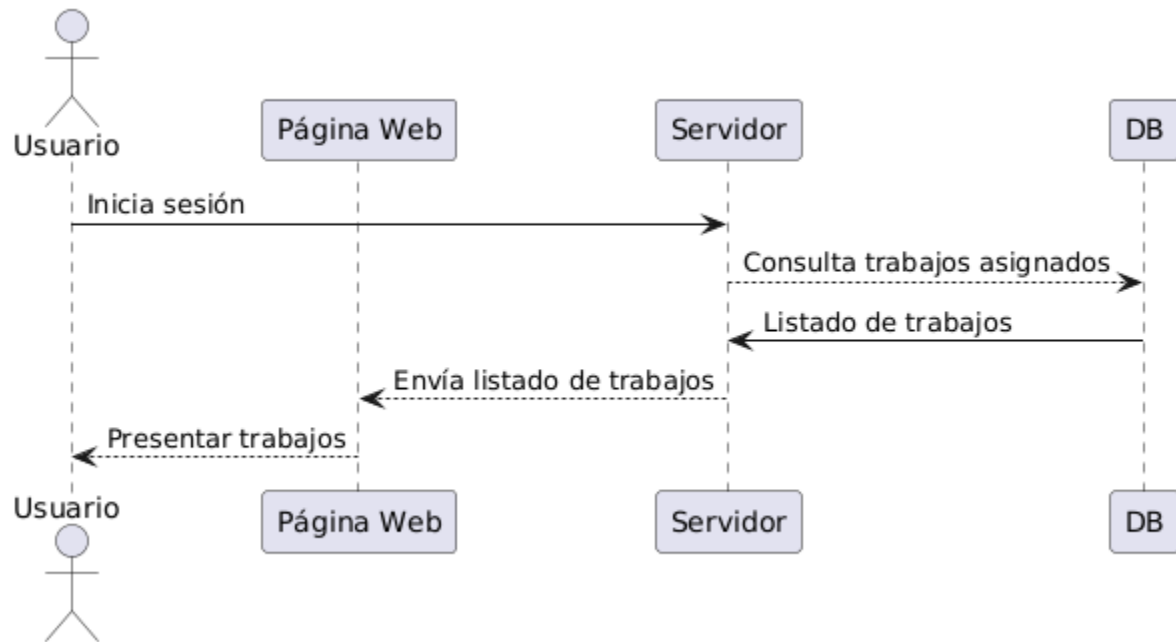 Usuario
Página Web
Servidor
DB
Inicia sesión
Consulta trabajos asignados
Listado de trabajos
Envía listado de trabajos
Presentar trabajos
Usuario
Página Web
Servidor
DB